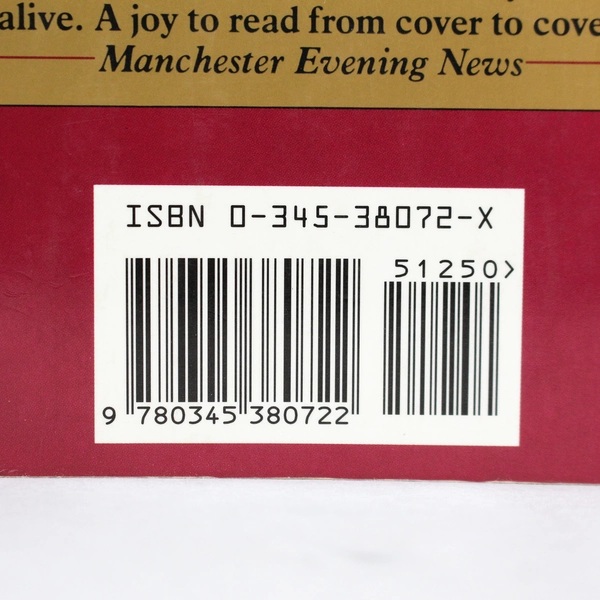 alive. A joy to read from cover to cove
Manchester Evening News
ISBN 0-345-38072-X
51250>
9 780345 380722